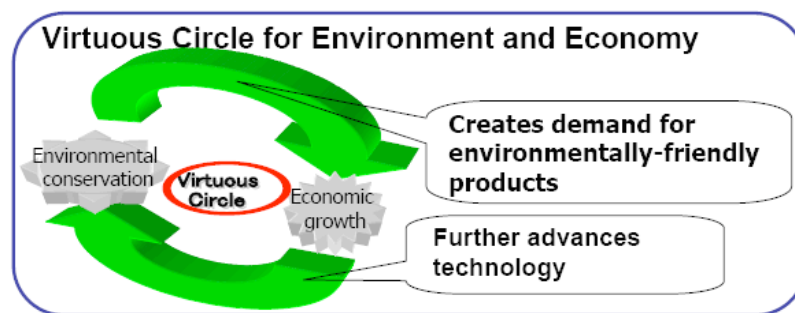 Virtuous Circle for Environment and Economy
Creates demand for
environmentally-friendly
products
Environmental
conservation
Virtuous
Circle
Economic
growth
Further advances
technology